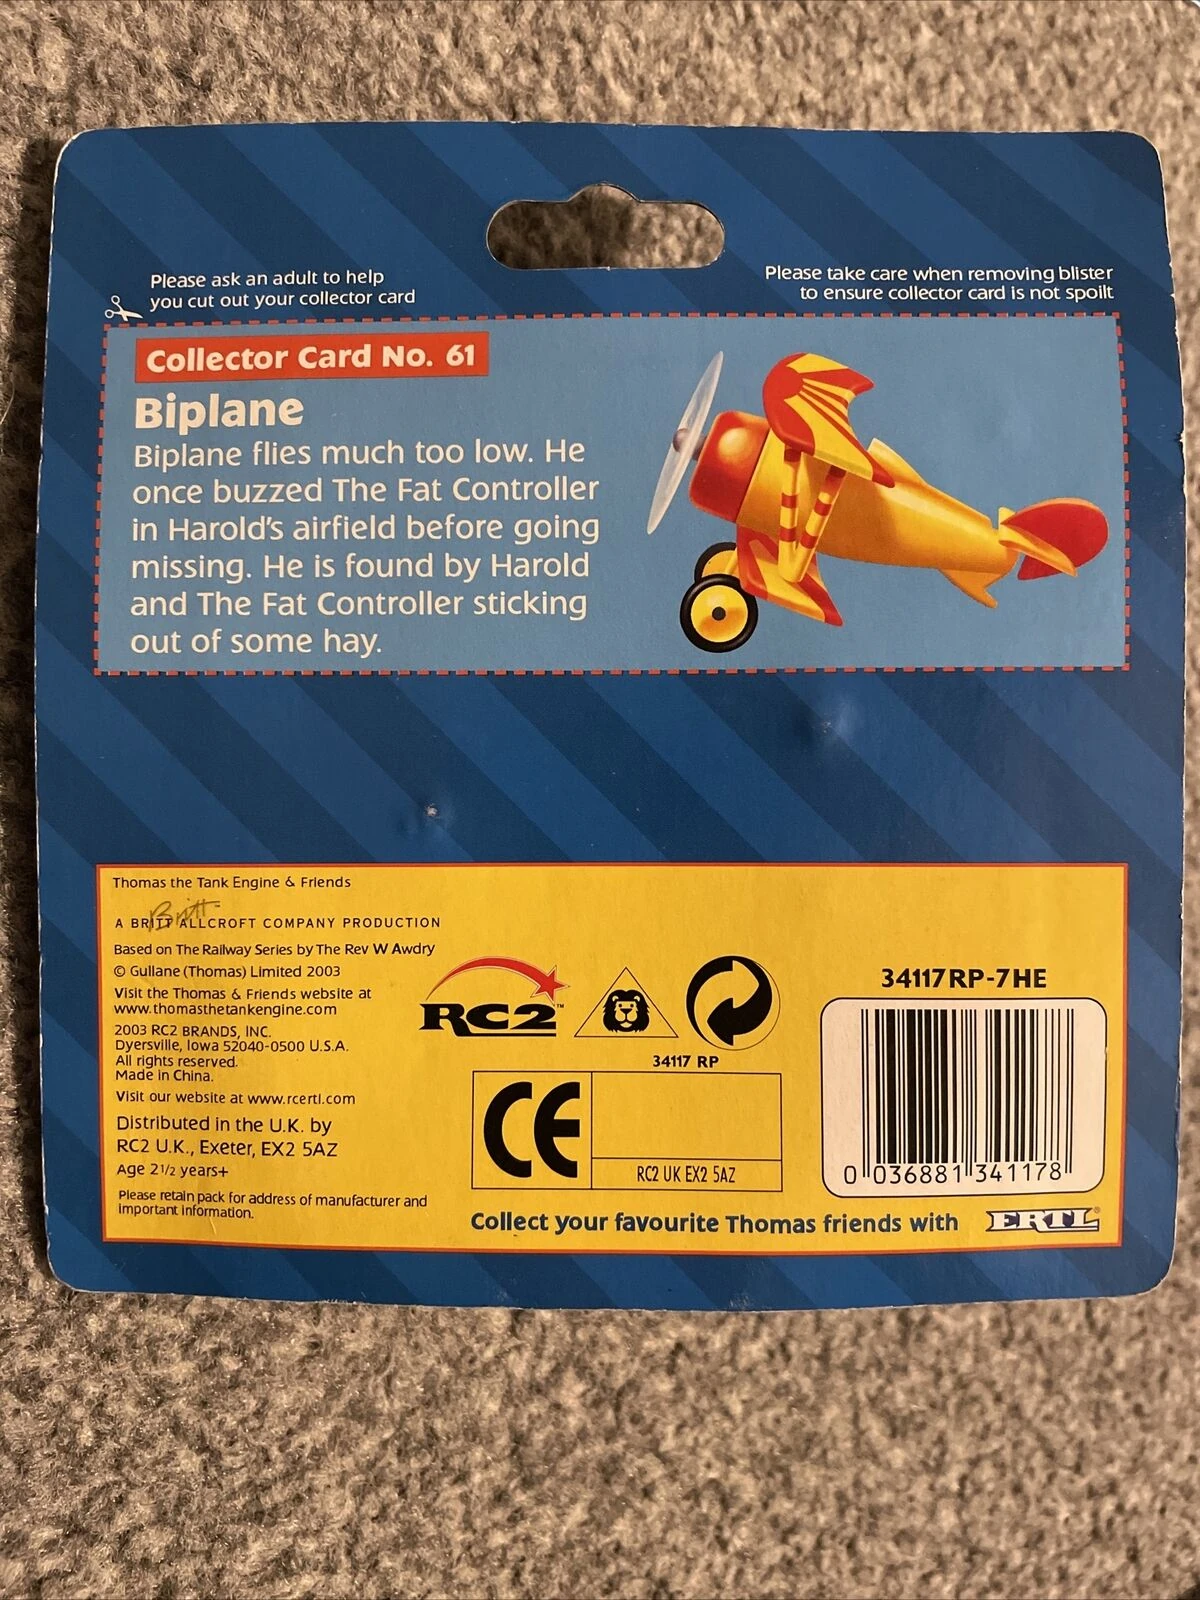 Please ask an adult to help
you cut out your collector card
Please take care when removing blister
to ensure collector card is not spoilt
Collector Card No. 61
Biplane
Biplane flies much too low. He
once buzzed The Fat Controller
in Harold's airfield before going
missing. He is found by Harold
and The Fat Controller sticking
out of some hay.
Thomas the Tank Engine & Friends
Britt
A BRITT ALLCROFT COMPANY PRODUCTION
Based on The Railway Series by The Rev W Awdry
© Gullane (Thomas) Limited 2003
Visit the Thomas & Friends website at
www.thomasthetankengine.com
2003 RC2 BRANDS, INC.
Dyersville, Iowa 52040-0500 U.S.A.
All rights reserved.
Made in China.
Visit our website at www.rcertl.com
Distributed in the U.K. by
RC2 U.K., Exeter, EX2 5AZ
Age 2 1/2 years+
Please retain pack for address of manufacturer and
important information.
RC2™
34117 RP
CE
RC2 UK EX2 5AZ
34117RP-7HE
0 036881 341178
Collect your favourite Thomas friends with ERTL®